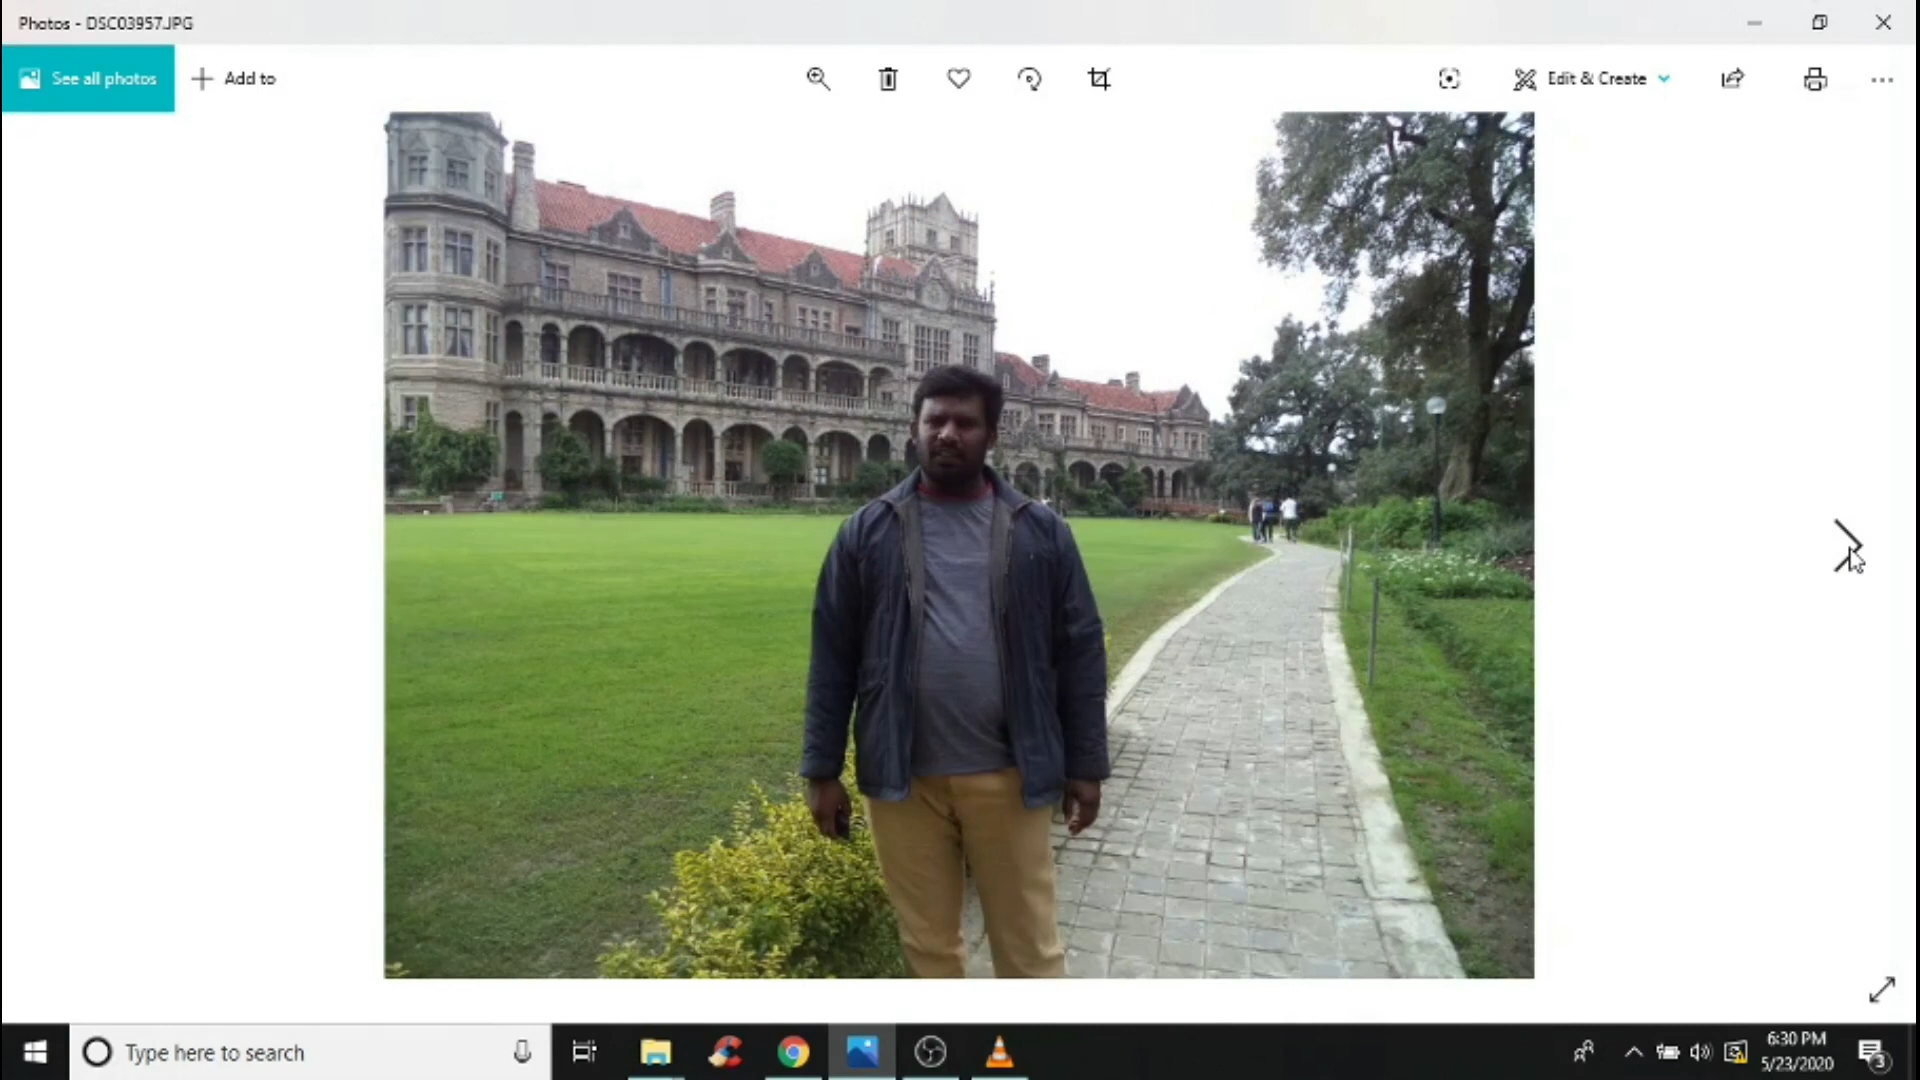 Photos - DSC03957.JPG
See all photos
Add to
Edit & Create
Type here to search
6:30 PM
5/23/2020
3